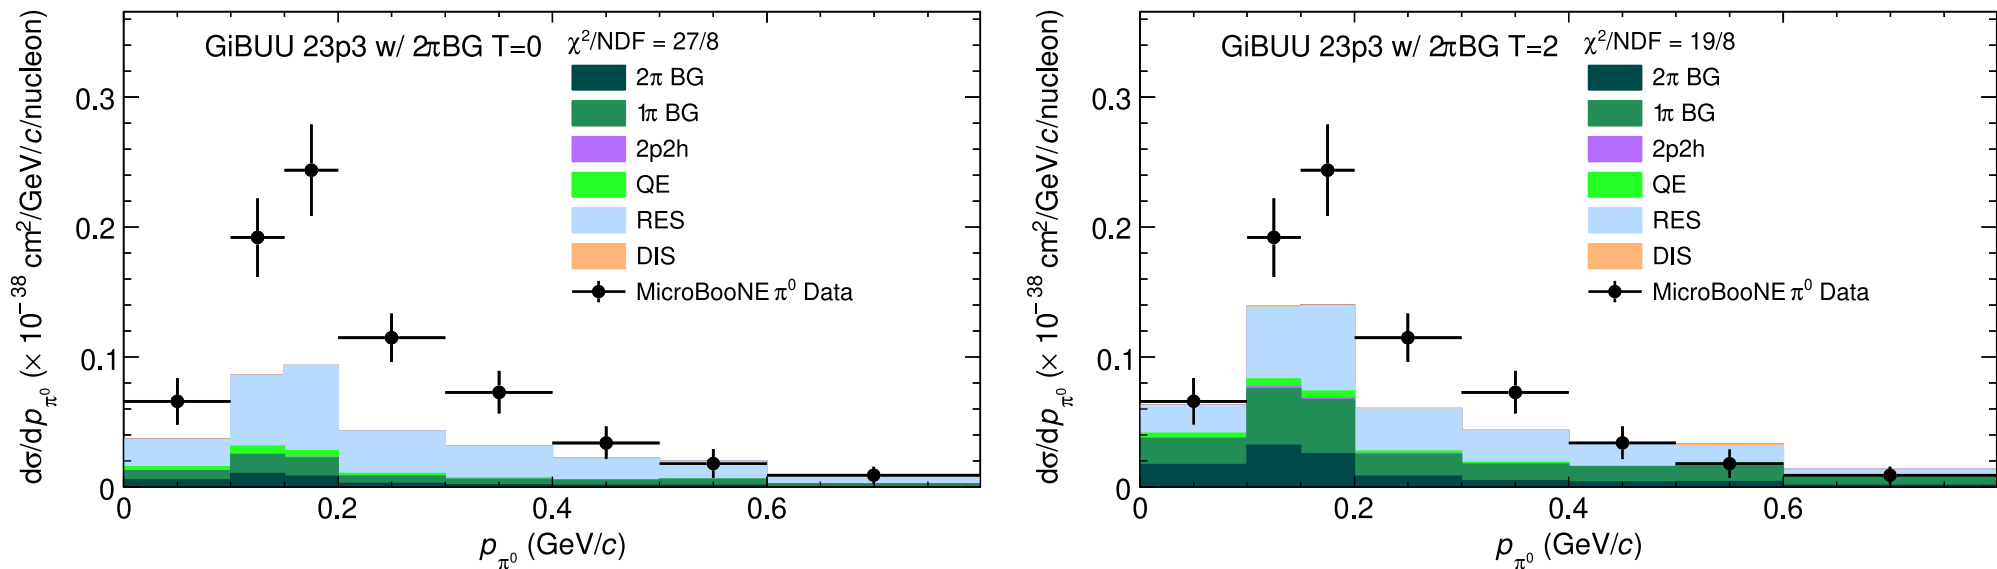 GiBUU 23p3 w/ 2πBG T=0
χ²/NDF = 27/8
2π BG
1π BG
2p2h
QE
RES
DIS
MicroBooNE π⁰ Data
dσ/dp_π⁰ (× 10⁻³⁸ cm²/GeV/c/nucleon)
0.3
0.2
0.1
0
0
0.2
0.4
0.6
p_π⁰ (GeV/c)
GiBUU 23p3 w/ 2πBG T=2
χ²/NDF = 19/8
2π BG
1π BG
2p2h
QE
RES
DIS
MicroBooNE π⁰ Data
dσ/dp_π⁰ (× 10⁻³⁸ cm²/GeV/c/nucleon)
0.3
0.2
0.1
0
0
0.2
0.4
0.6
p_π⁰ (GeV/c)